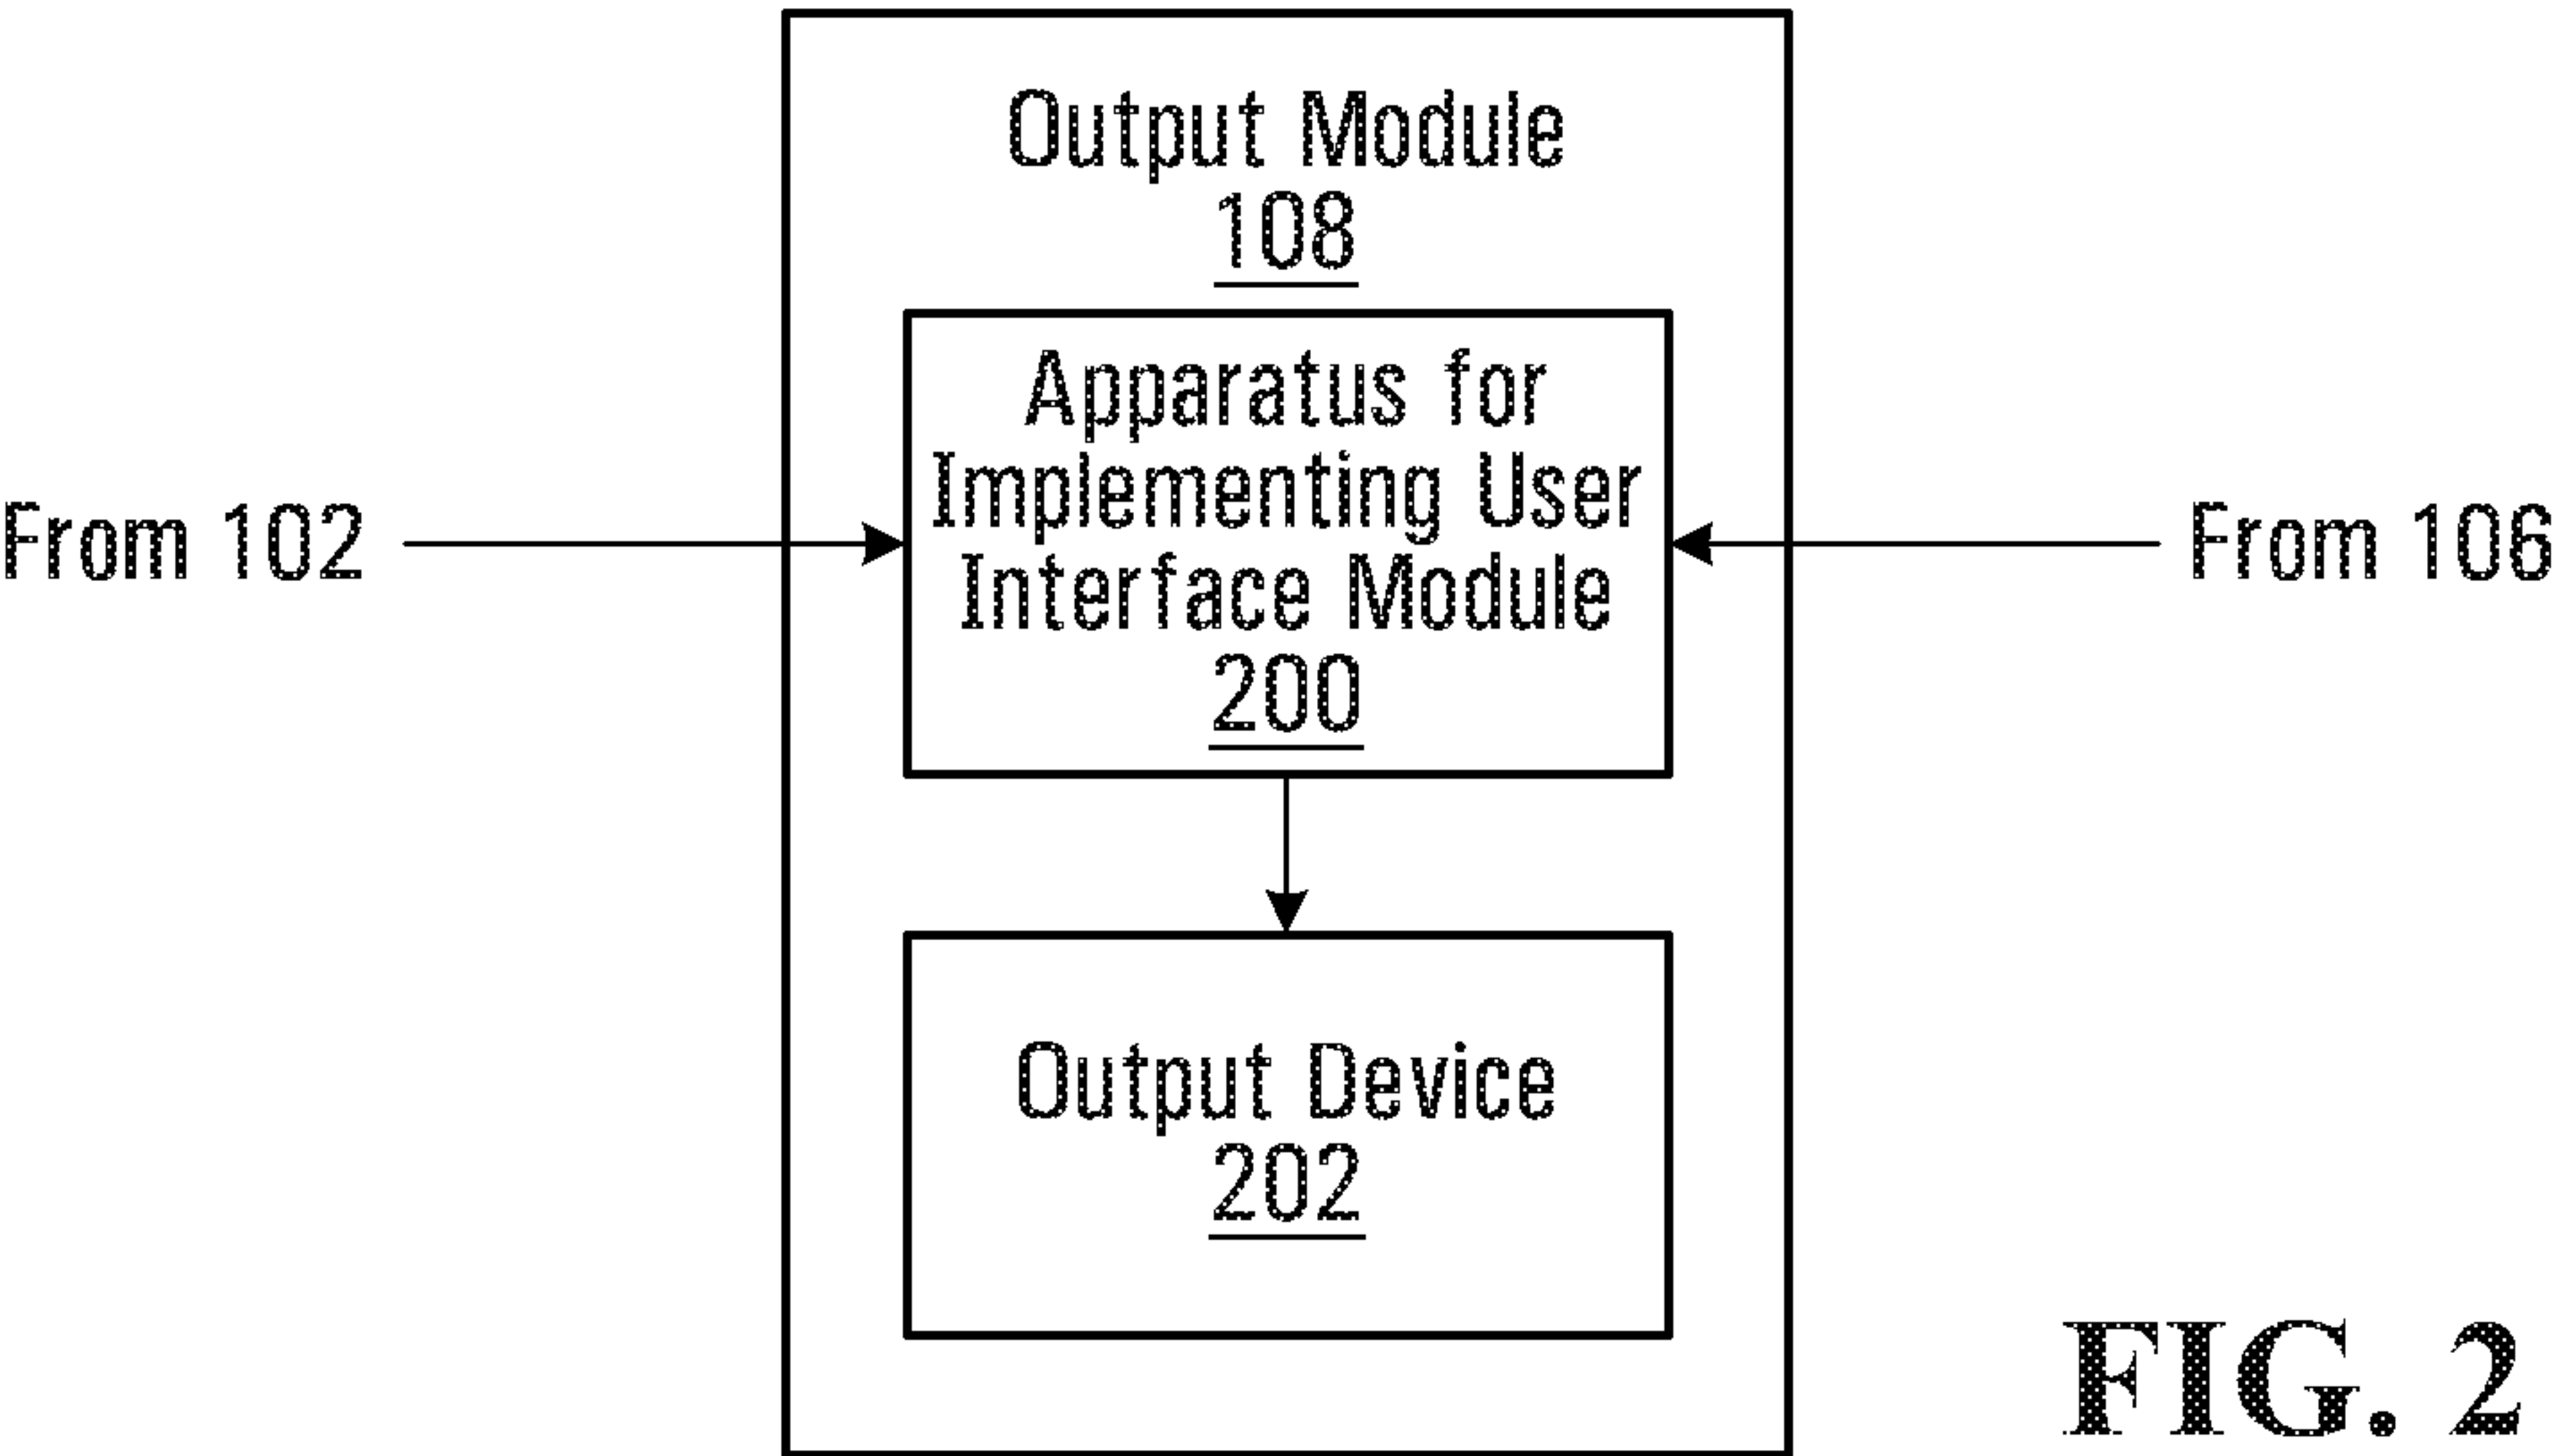 Output Module
108
Apparatus for
Implementing User
Interface Module
200
From 102
From 106
Output Device
202
FIG. 2